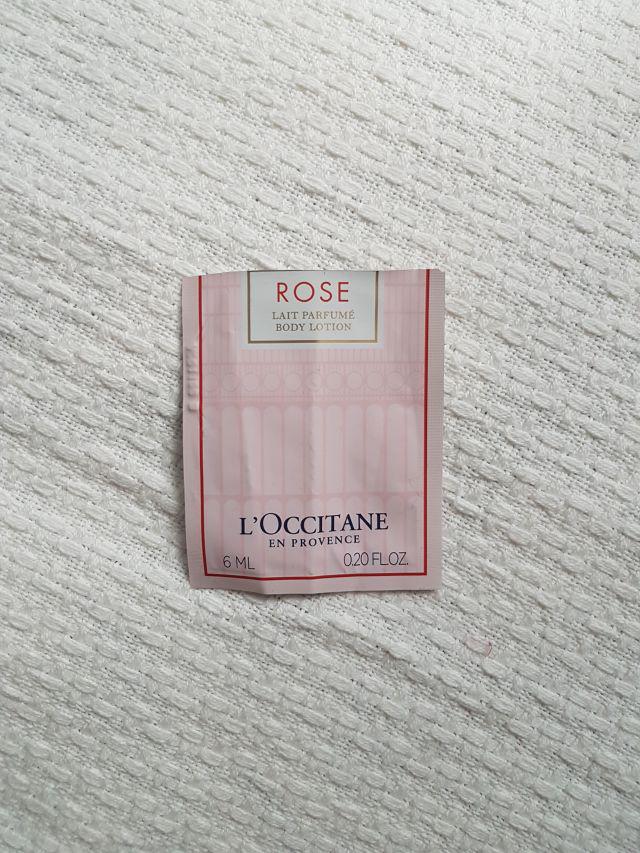 ROSE
LAIT PARFUMÉ
BODY LOTION
L'OCCITANE
EN PROVENCE
6 ML 0.20 FL.OZ.